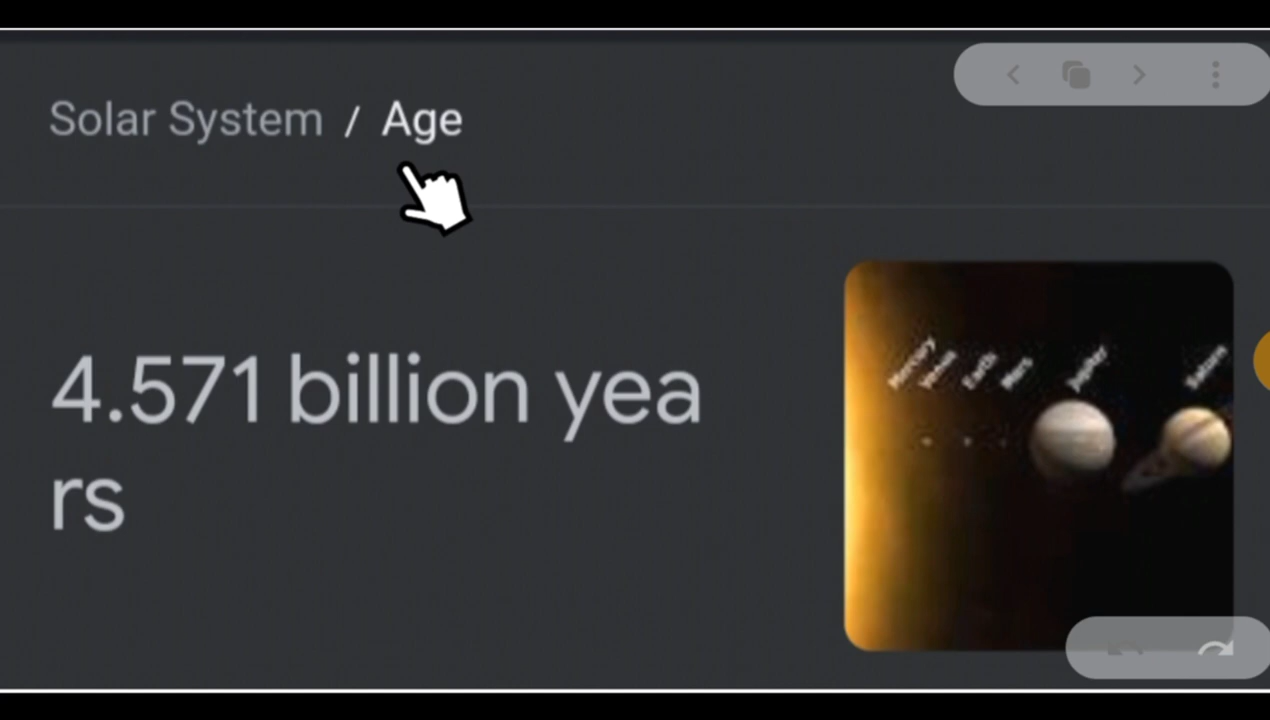 Solar System / Age
4.571 billion yea
rs
Mercury
Venus
Earth
Mars
Jupiter
Saturn